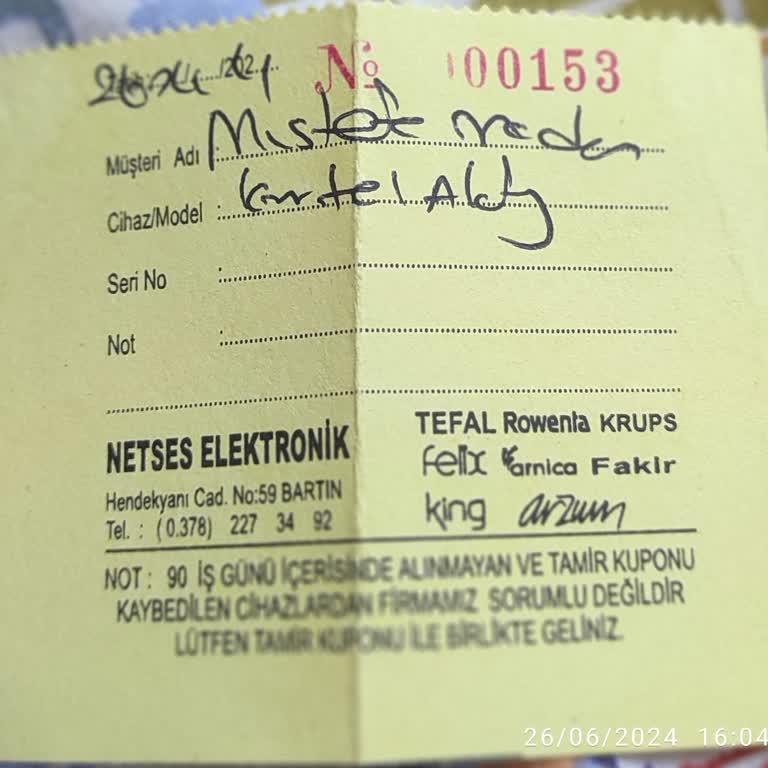 /202 Nº 00153
Müşteri Adı :
Cihaz/Model :
Seri No :
Not :
NETSES ELEKTRONİK
Hendekyanı Cad. No:59 BARTIN
Tel. : (0.378) 227 34 92
TEFAL Rowenta KRUPS
felix arnica Fakir
king arzum
NOT : 90 İŞ GÜNÜ İÇERİSİNDE ALINMAYAN VE TAMİR KUPONU
KAYBEDİLEN CİHAZLARDAN FİRMAMIZ SORUMLU DEĞİLDİR
LÜTFEN TAMİR KUPONU İLE BİRLİKTE GELİNİZ.
26/06/2024 16:04